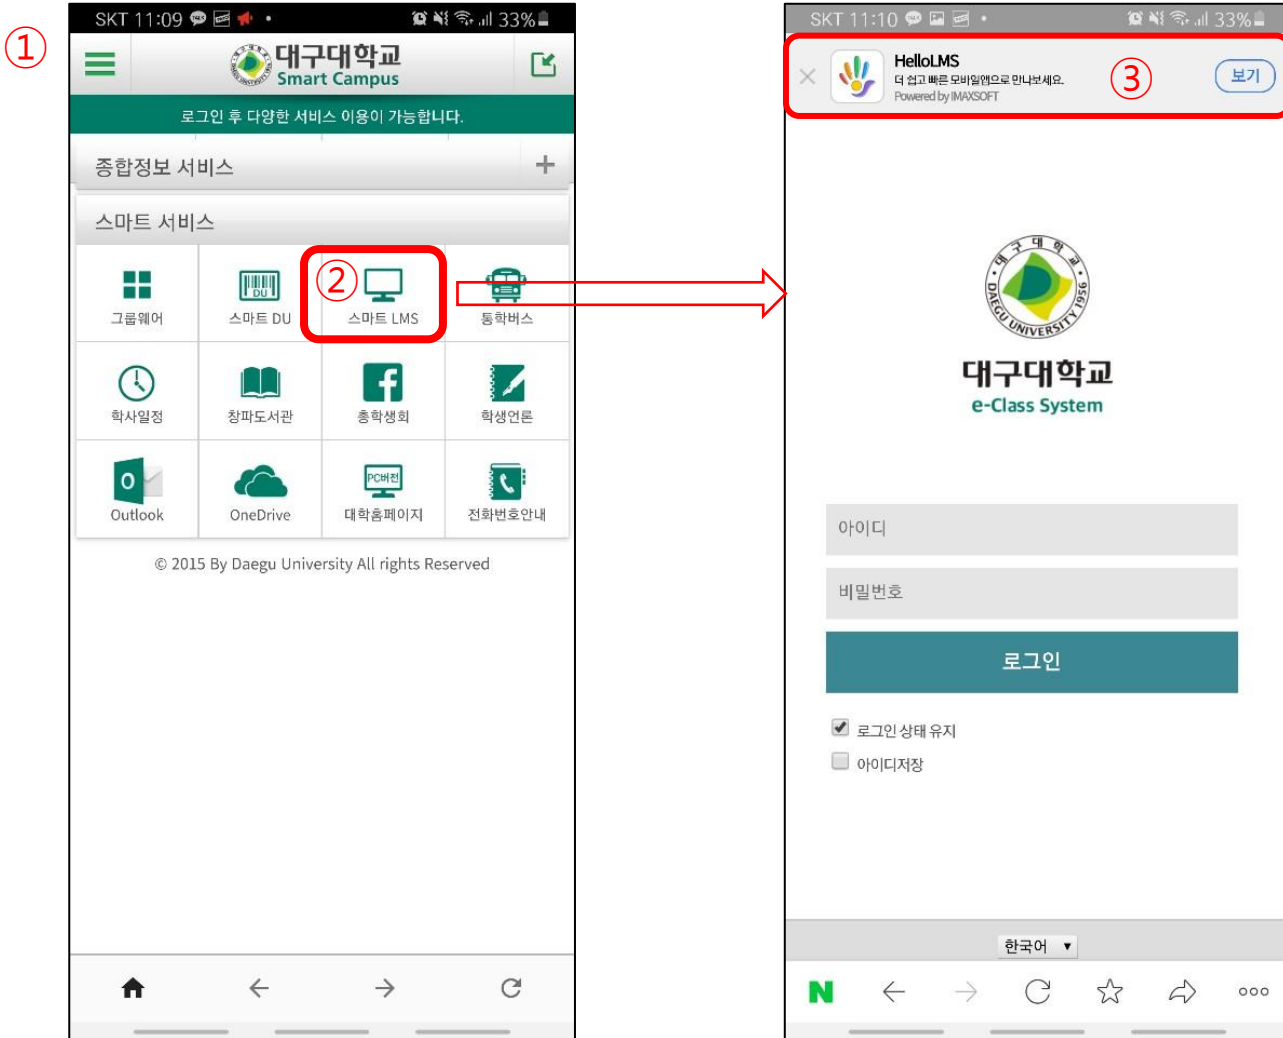 ①
SKT 11:09
33%
대구대학교
Smart Campus
로그인 후 다양한 서비스 이용이 가능합니다.
종합정보 서비스
스마트 서비스
②
DU
그룹웨어
스마트 DU
스마트 LMS
통학버스
학사일정
창파도서관
총학생회
학생언론
PC버전
Outlook
OneDrive
대학홈페이지
전화번호안내
© 2015 By Daegu University All rights Reserved
SKT 11:10
33%
HelloLMS
더 쉽고 빠른 모바일앱으로 만나보세요.
Powered by IMAXSOFT
③
보기
대구대학교
DAEGU UNIVERSITY 1956
대구대학교
e-Class System
아이디
비밀번호
로그인
로그인 상태 유지
아이디저장
한국어
N